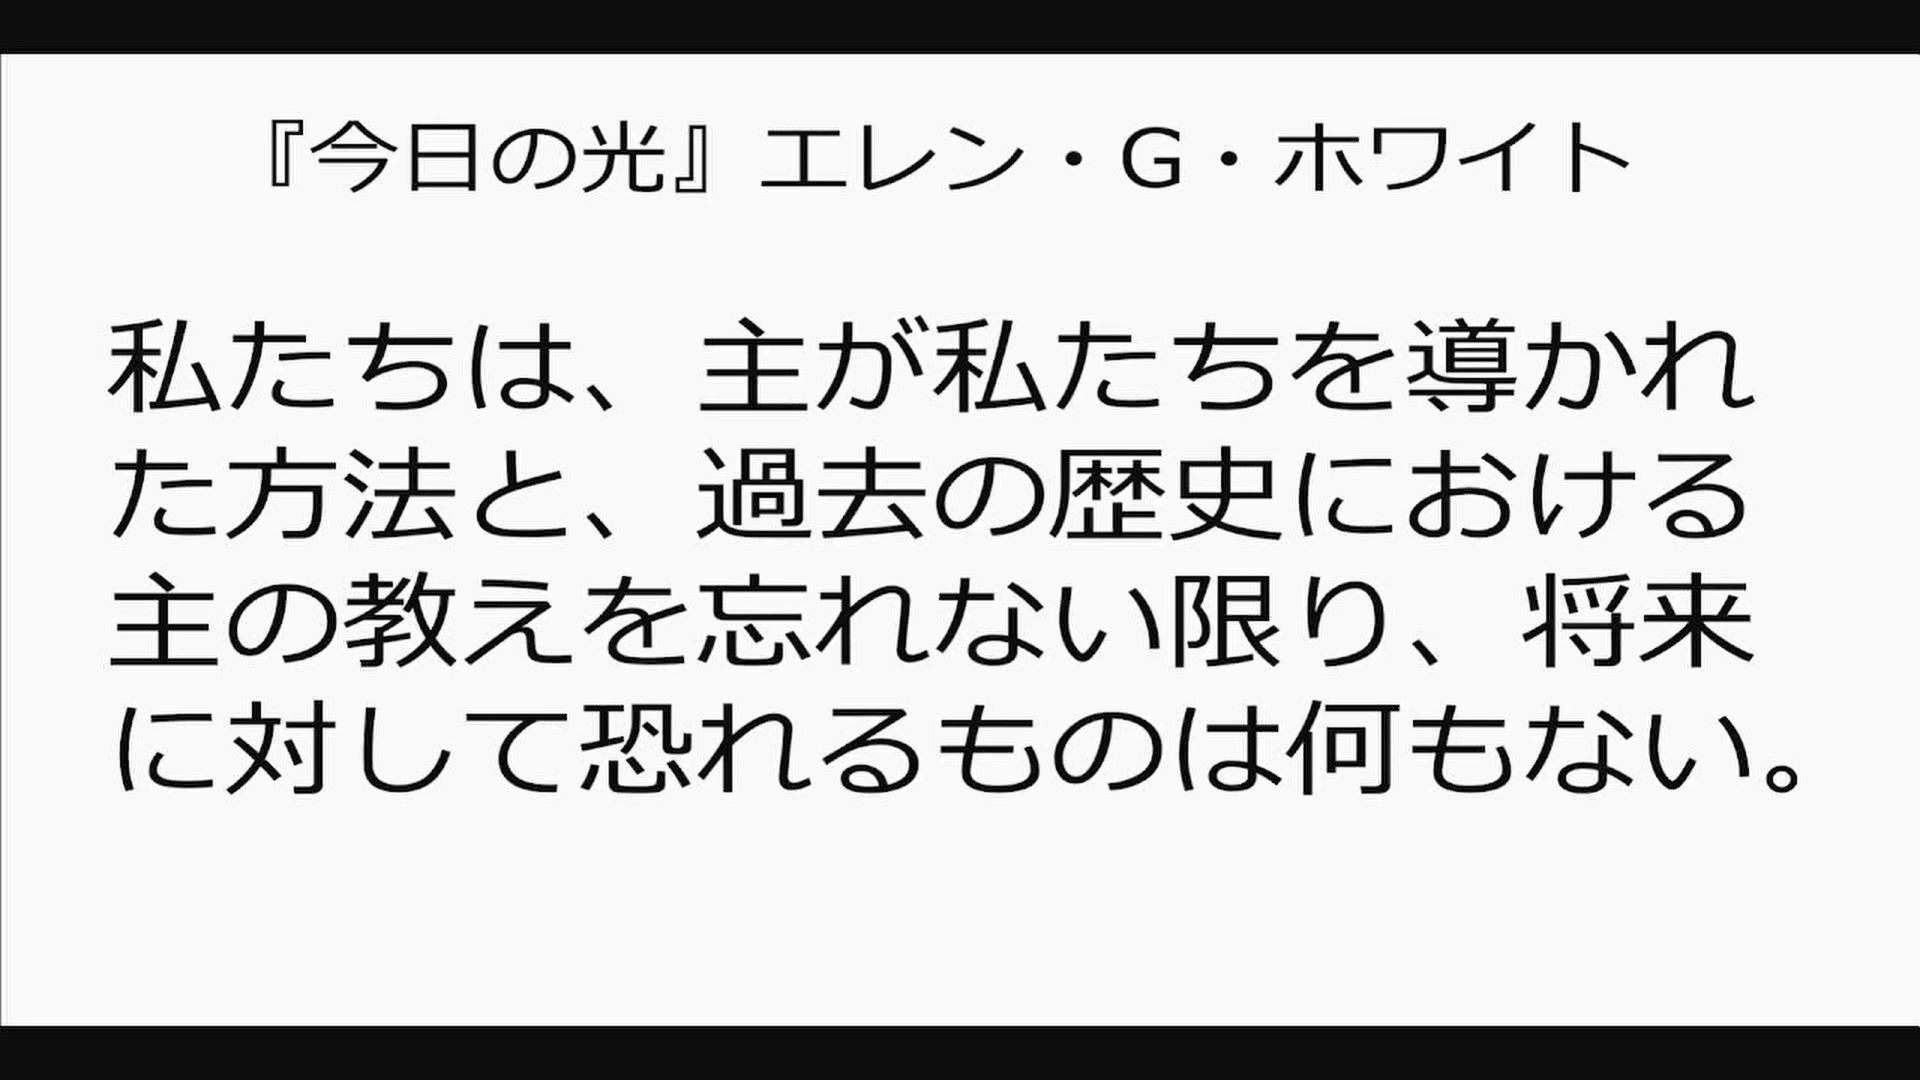 『今日の光』エレン・G・ホワイト
私たちは、主が私たちを導かれ
た方法と、過去の歴史における
主の教えを忘れない限り、将来
に対して恐れるものは何もない。